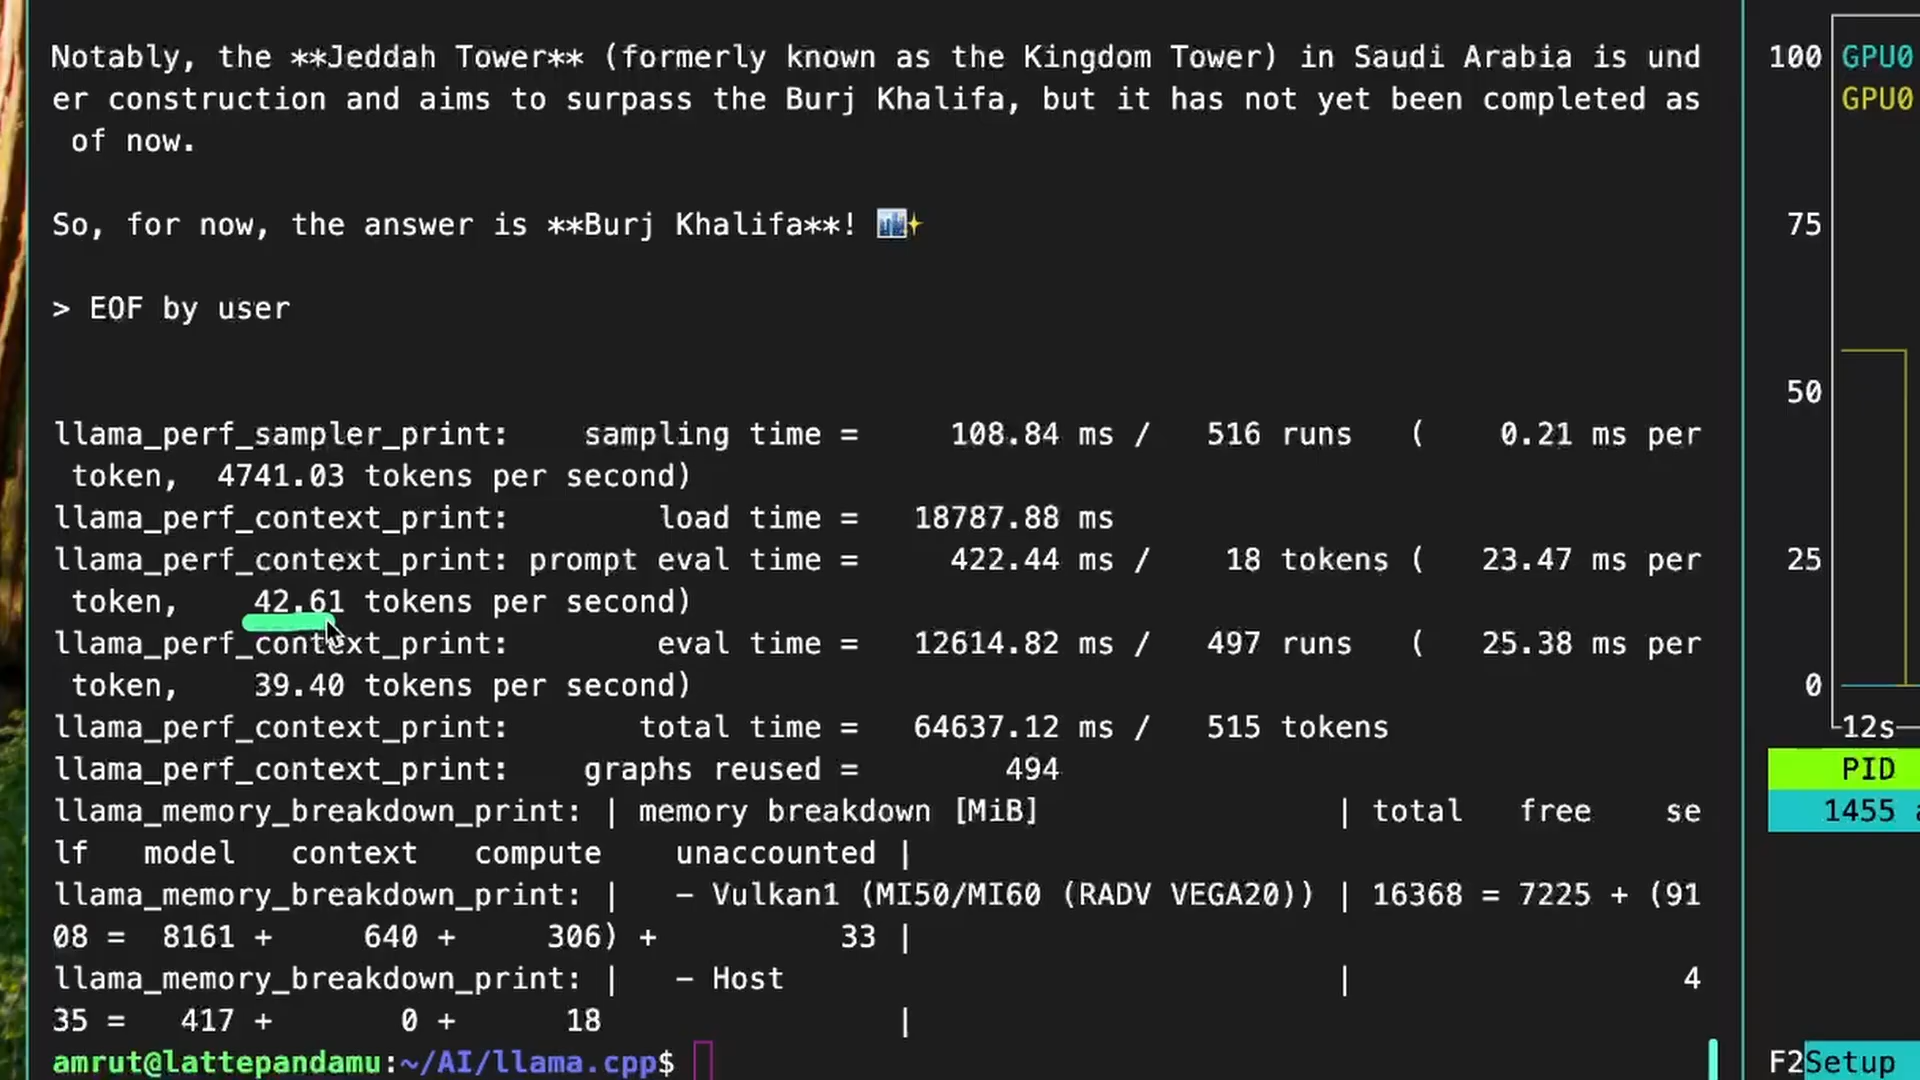 Notably, the **Jeddah Tower** (formerly known as the Kingdom Tower) in Saudi Arabia is und
er construction and aims to surpass the Burj Khalifa, but it has not yet been completed as
 of now.
So, for now, the answer is **Burj Khalifa**! 🏙️✨
> EOF by user
llama_perf_sampler_print:    sampling time =     108.84 ms /   516 runs   (    0.21 ms per
 token,  4741.03 tokens per second)
llama_perf_context_print:        load time =   18787.88 ms
llama_perf_context_print: prompt eval time =     422.44 ms /    18 tokens (   23.47 ms per
 token,    42.61 tokens per second)
llama_perf_context_print:        eval time =   12614.82 ms /   497 runs   (   25.38 ms per
 token,    39.40 tokens per second)
llama_perf_context_print:       total time =   64637.12 ms /   515 tokens
llama_perf_context_print:    graphs reused =        494
llama_memory_breakdown_print: | memory breakdown [MiB]                | total   free    se
lf   model   context   compute    unaccounted |
llama_memory_breakdown_print: |   - Vulkan1 (MI50/MI60 (RADV VEGA20)) | 16368 = 7225 + (91
08 =  8161 +     640 +     306) +          33 |
llama_memory_breakdown_print: |   - Host                              |                  4
35 =   417 +       0 +      18                |
amrut@lattepandamu:~/AI/llama.cpp$
100
75
50
25
0
GPU0
GPU0
12s
PID
1455
F2Setup